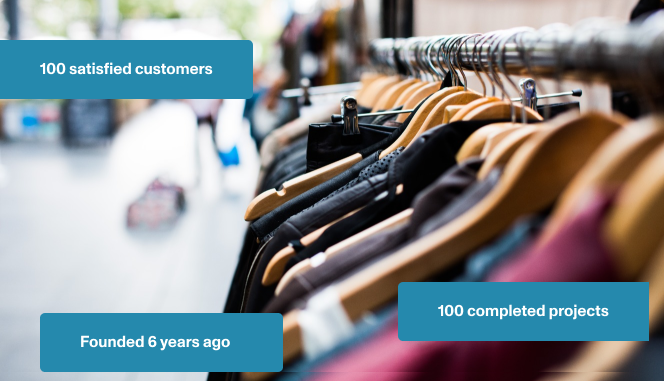 100 satisfied customers
100 completed projects
Founded 6 years ago